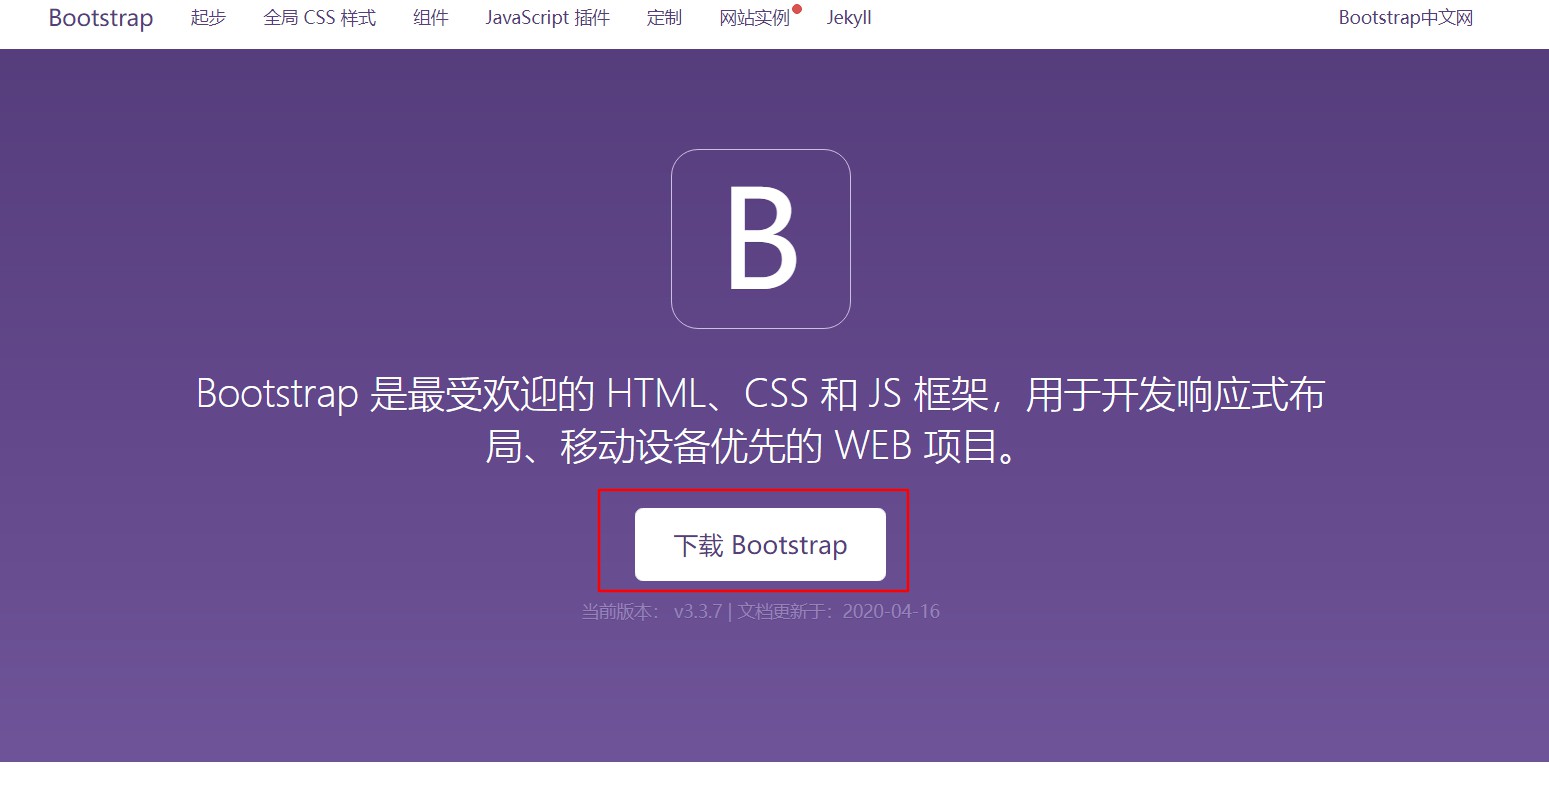 Bootstrap 起步 全局 CSS 样式 组件 JavaScript 插件 定制 网站实例 Jekyll Bootstrap中文网
B
Bootstrap 是最受欢迎的 HTML、CSS 和 JS 框架，用于开发响应式布
局、移动设备优先的 WEB 项目。
下载 Bootstrap
当前版本： v3.3.7 | 文档更新于：2020-04-16